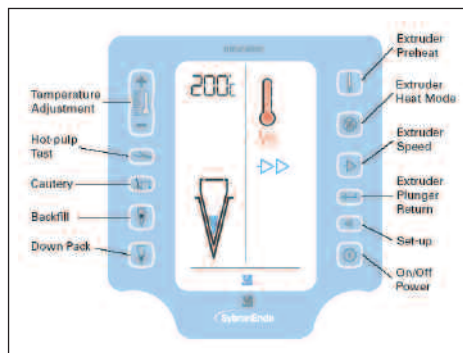 Temperature
Adjustment
Hot-pulp
Test
Cautery
Backfill
Down Pack
200°C
Extruder
Preheat
Extruder
Heat Mode
Extruder
Speed
Extruder
Plunger
Return
Set-up
On/Off
Power
SybronEndo